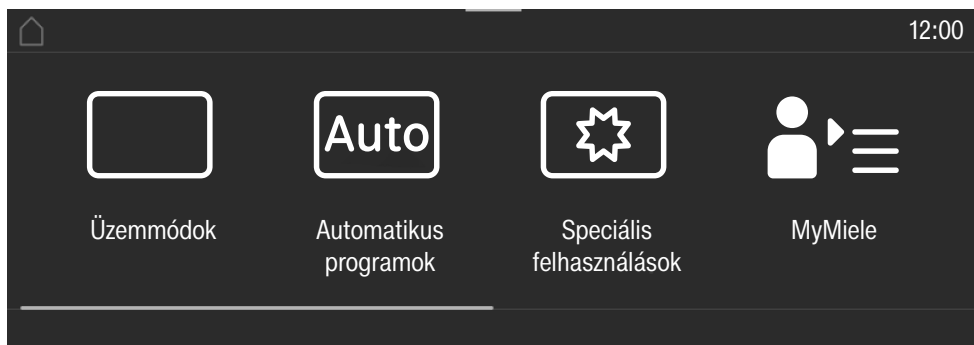 12:00
Auto
Üzemmódok
Automatikus
programok
Speciális
felhasználások
MyMiele